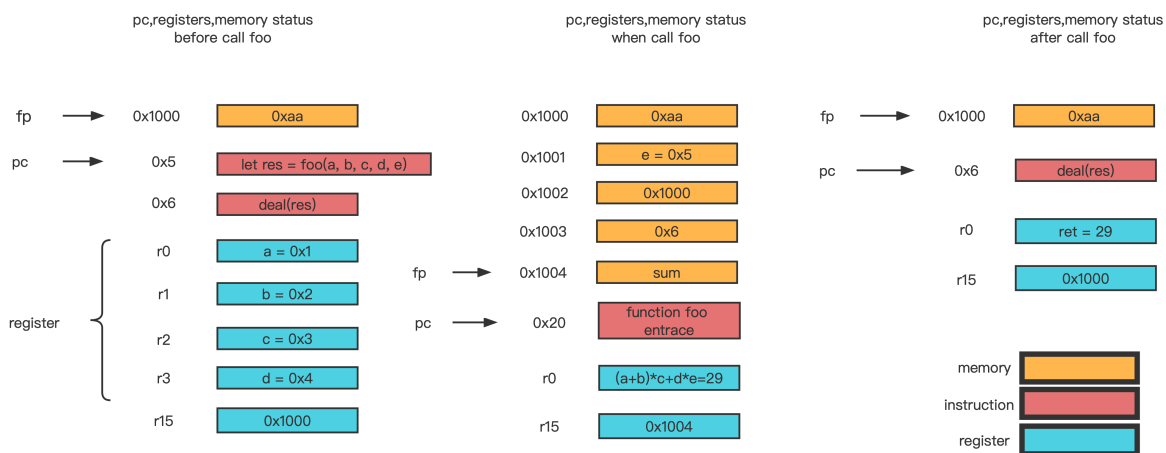 pc,registers,memory status
before call foo
fp
0x1000
0xaa
pc
0x5
let res = foo(a, b, c, d, e)
0x6
deal(res)
register
r0
a = 0x1
r1
b = 0x2
r2
c = 0x3
r3
d = 0x4
r15
0x1000
pc,registers,memory status
when call foo
0x1000
0xaa
0x1001
e = 0x5
0x1002
0x1000
0x1003
0x6
fp
0x1004
sum
pc
0x20
function foo
entrace
r0
(a+b)*c+d*e=29
r15
0x1004
pc,registers,memory status
after call foo
fp
0x1000
0xaa
pc
0x6
deal(res)
r0
ret = 29
r15
0x1000
memory
instruction
register